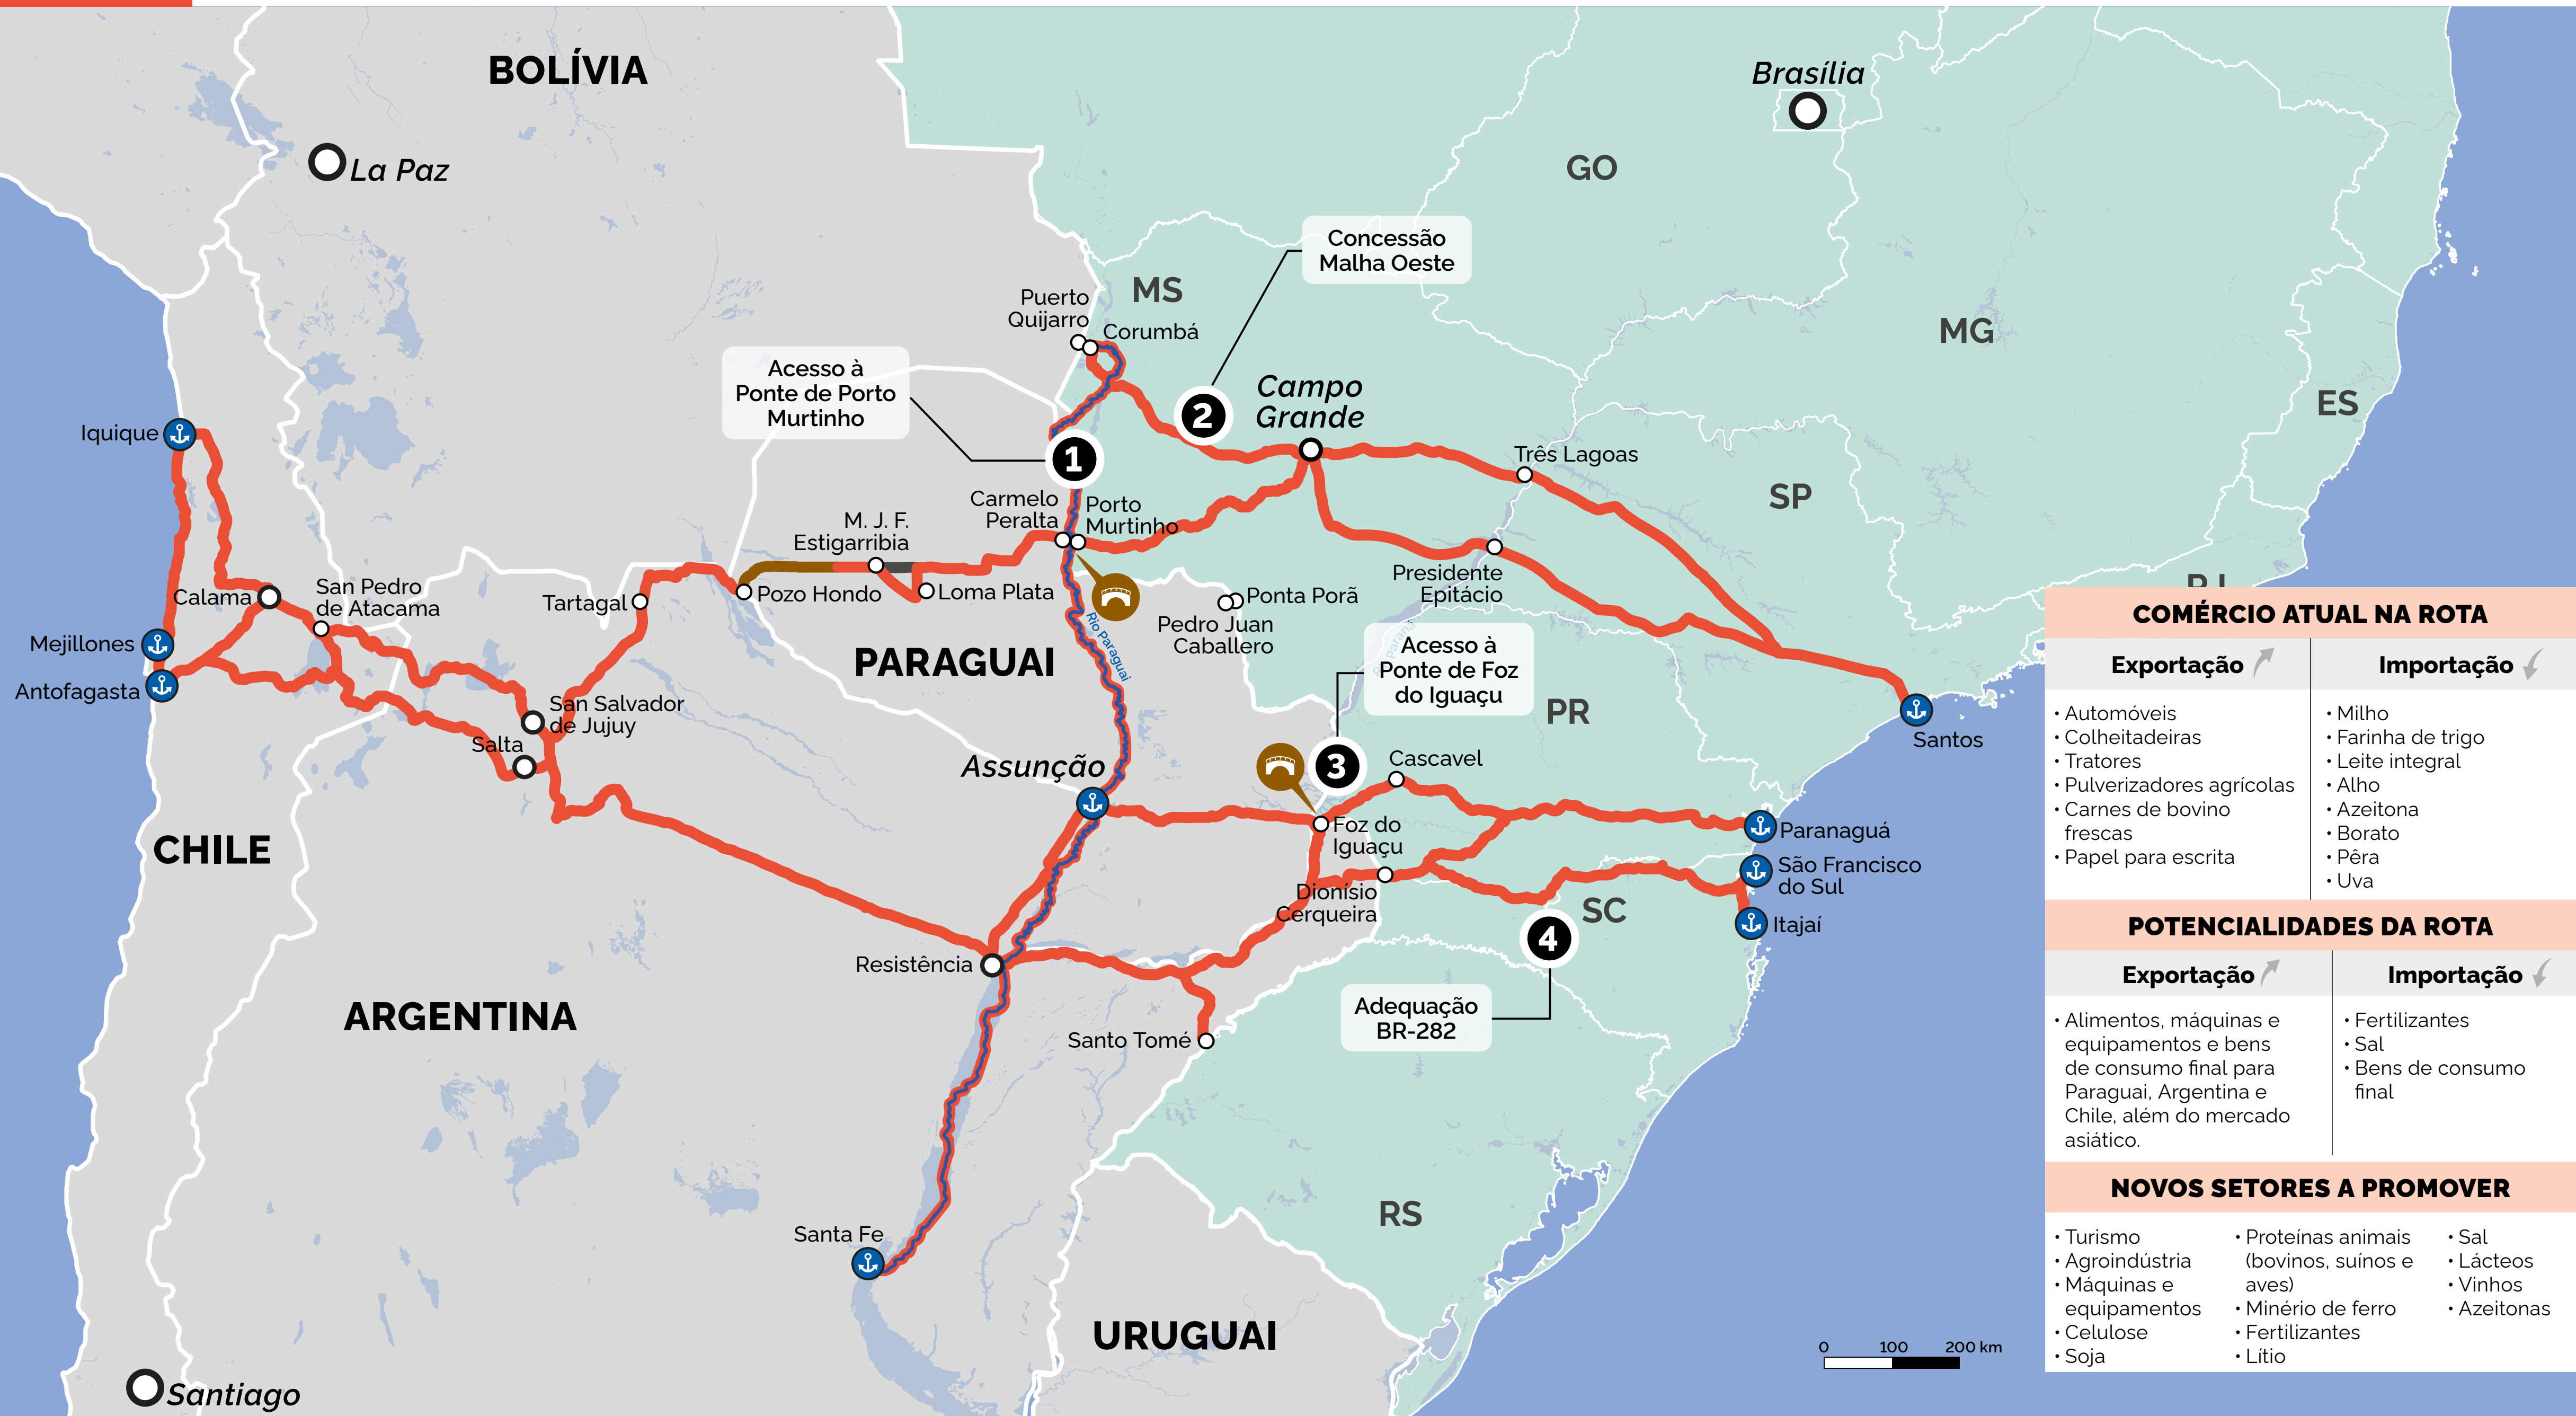 BOLÍVIA
Brasília
La Paz
GO
Concessão
Malha Oeste
MS
Puerto
Quijarro
Corumbá
MG
Acesso à
Ponte de Porto
Murtinho
Campo
Grande
2
ES
Iquique
1
Três Lagoas
SP
Carmelo
Peralta
Porto
Murtinho
M. J. F.
Estigarribia
Calama
San Pedro
de Atacama
Tartagal
Pozo Hondo
Loma Plata
Presidente
Epitácio
Ponta Porã
Pedro Juan
Caballero
Rio Paraguai
Mejillones
Antofagasta
PARAGUAI
Acesso à
Ponte de Foz
do Iguaçu
PR
San Salvador
de Jujuy
Salta
Santos
Assunção
3
Cascavel
CHILE
Foz do
Iguaçu
Paranaguá
São Francisco
do Sul
Dionísio
Cerqueira
SC
Itajaí
4
Resistência
ARGENTINA
Adequação
BR-282
Santo Tomé
RS
Santa Fe
URUGUAI
Santiago
0 100 200 km
COMÉRCIO ATUAL NA ROTA
Exportação
• Automóveis
• Colheitadeiras
• Tratores
• Pulverizadores agrícolas
• Carnes de bovino
frescas
• Papel para escrita
Importação
• Milho
• Farinha de trigo
• Leite integral
• Alho
• Azeitona
• Borato
• Pêra
• Uva
POTENCIALIDADES DA ROTA
Exportação
• Alimentos, máquinas e
equipamentos e bens
de consumo final para
Paraguai, Argentina e
Chile, além do mercado
asiático.
Importação
• Fertilizantes
• Sal
• Bens de consumo
final
NOVOS SETORES A PROMOVER
• Turismo
• Agroindústria
• Máquinas e
equipamentos
• Celulose
• Soja
• Proteínas animais
(bovinos, suínos e
aves)
• Minério de ferro
• Fertilizantes
• Lítio
• Sal
• Lácteos
• Vinhos
• Azeitonas